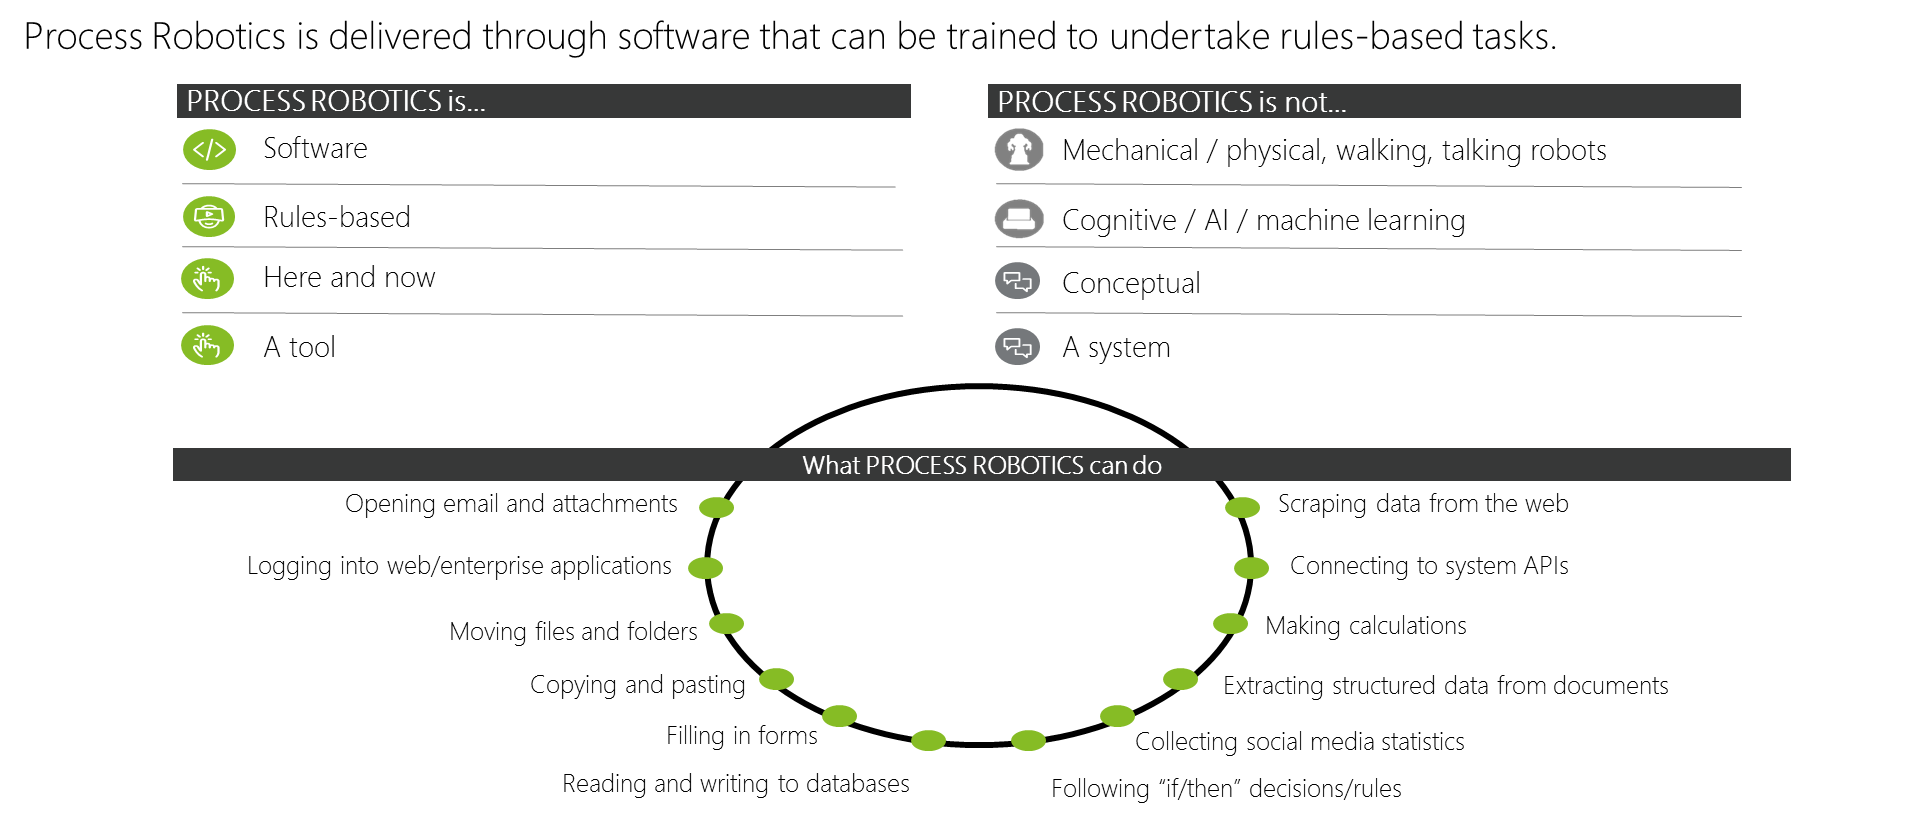 Process Robotics is delivered through software that can be trained to undertake rules-based tasks.
PROCESS ROBOTICS is...
Software
Rules-based
Here and now
A tool
PROCESS ROBOTICS is not...
Mechanical / physical, walking, talking robots
Cognitive / AI / machine learning
Conceptual
A system
What PROCESS ROBOTICS can do
Opening email and attachments
Logging into web/enterprise applications
Moving files and folders
Copying and pasting
Filling in forms
Reading and writing to databases
Scraping data from the web
Connecting to system APIs
Making calculations
Extracting structured data from documents
Collecting social media statistics
Following “if/then” decisions/rules